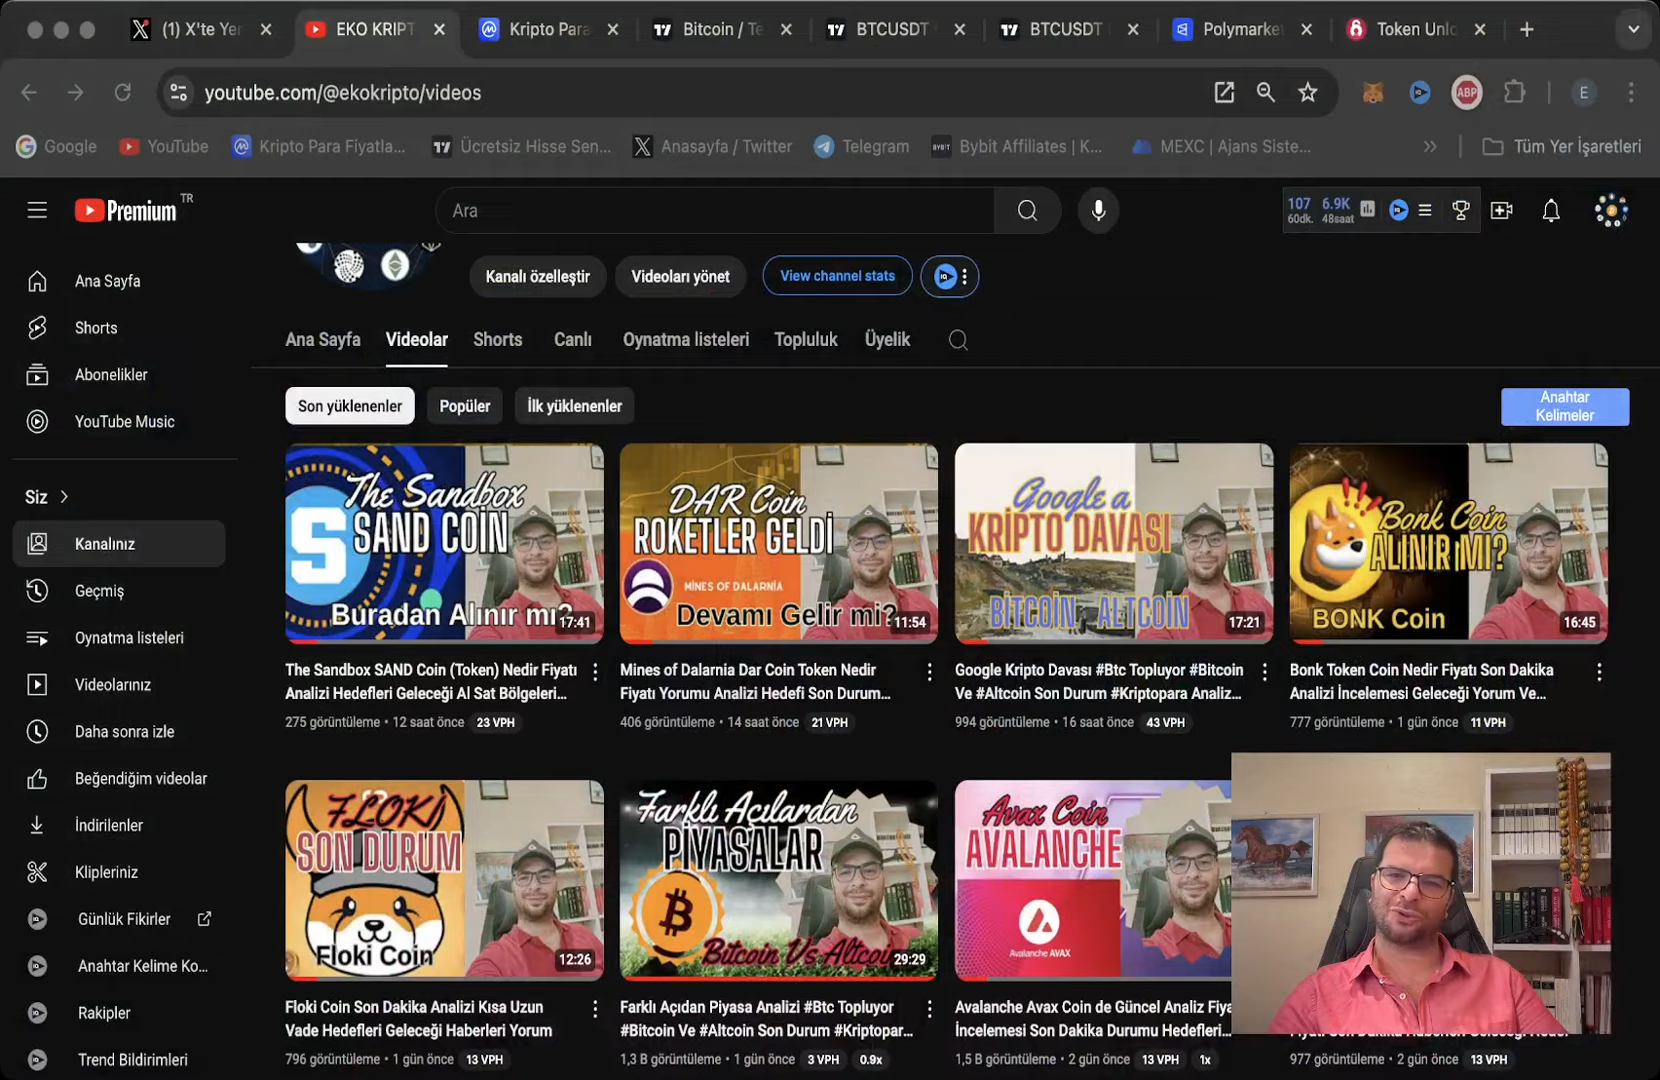 (1) X'te Yer
EKO KRİPT
Kripto Para
Bitcoin / Te
BTCUSDT
BTCUSDT
Polymarke
Token Unlo
youtube.com/@ekokripto/videos
ABP
E
Google
YouTube
Kripto Para Fiyatla...
Ücretsiz Hisse Sen...
Anasayfa / Twitter
Telegram
BYBIT
Bybit Affiliates | K...
MEXC | Ajans Siste...
Tüm Yer İşaretleri
Premium TR
Ara
107 6.9K
60dk. 48saat
Kanalı özelleştir
Videoları yönet
View channel stats
Ana Sayfa
Videolar
Shorts
Canlı
Oynatma listeleri
Topluluk
Üyelik
Son yüklenenler
Popüler
İlk yüklenenler
Anahtar
Kelimeler
Ana Sayfa
Shorts
Abonelikler
YouTube Music
Siz
Kanalınız
Geçmiş
Oynatma listeleri
Videolarınız
Daha sonra izle
Beğendiğim videolar
İndirilenler
Klipleriniz
Günlük Fikirler
Anahtar Kelime Ko...
Rakipler
Trend Bildirimleri
The Sandbox
SAND COİN
Buradan Alınır mı?
17:41
The Sandbox SAND Coin (Token) Nedir Fiyatı
Analizi Hedefleri Geleceği Al Sat Bölgeleri...
275 görüntüleme • 12 saat önce 23 VPH
DAR Coin
ROKETLER GELDİ
MİNES OF DALARNİA
Devamı Gelir mi?
11:54
Mines of Dalarnia Dar Coin Token Nedir
Fiyatı Yorumu Analizi Hedefi Son Durum...
406 görüntüleme • 14 saat önce 21 VPH
Google a
KRİPTO DAVASI
BİTCOİN ALTCOİN
17:21
Google Kripto Davası #Btc Topluyor #Bitcoin
Ve #Altcoin Son Durum #Kriptopara Analiz...
994 görüntüleme • 16 saat önce 43 VPH
Bonk Coin
ALINIR MI?
BONK Coin
16:45
Bonk Token Coin Nedir Fiyatı Son Dakika
Analizi İncelemesi Geleceği Yorum Ve...
777 görüntüleme • 1 gün önce 11 VPH
FLOKİ
SON DURUM
Floki Coin
12:26
Floki Coin Son Dakika Analizi Kısa Uzun
Vade Hedefleri Geleceği Haberleri Yorum
796 görüntüleme • 1 gün önce 13 VPH
Farklı Açılardan
PİYASALAR
Bitcoin Vs Altcoin
29:29
Farklı Açıdan Piyasa Analizi #Btc Topluyor
#Bitcoin Ve #Altcoin Son Durum #Kriptopar...
1,3 B görüntüleme • 1 gün önce 3 VPH 0.9x
Avax Coin
AVALANCHE
Avalanche AVAX
Avalanche Avax Coin de Güncel Analiz Fiya
İncelemesi Son Dakika Durumu Hedefleri...
1,5 B görüntüleme • 2 gün önce 13 VPH 1x
977 görüntüleme • 2 gün önce 13 VPH